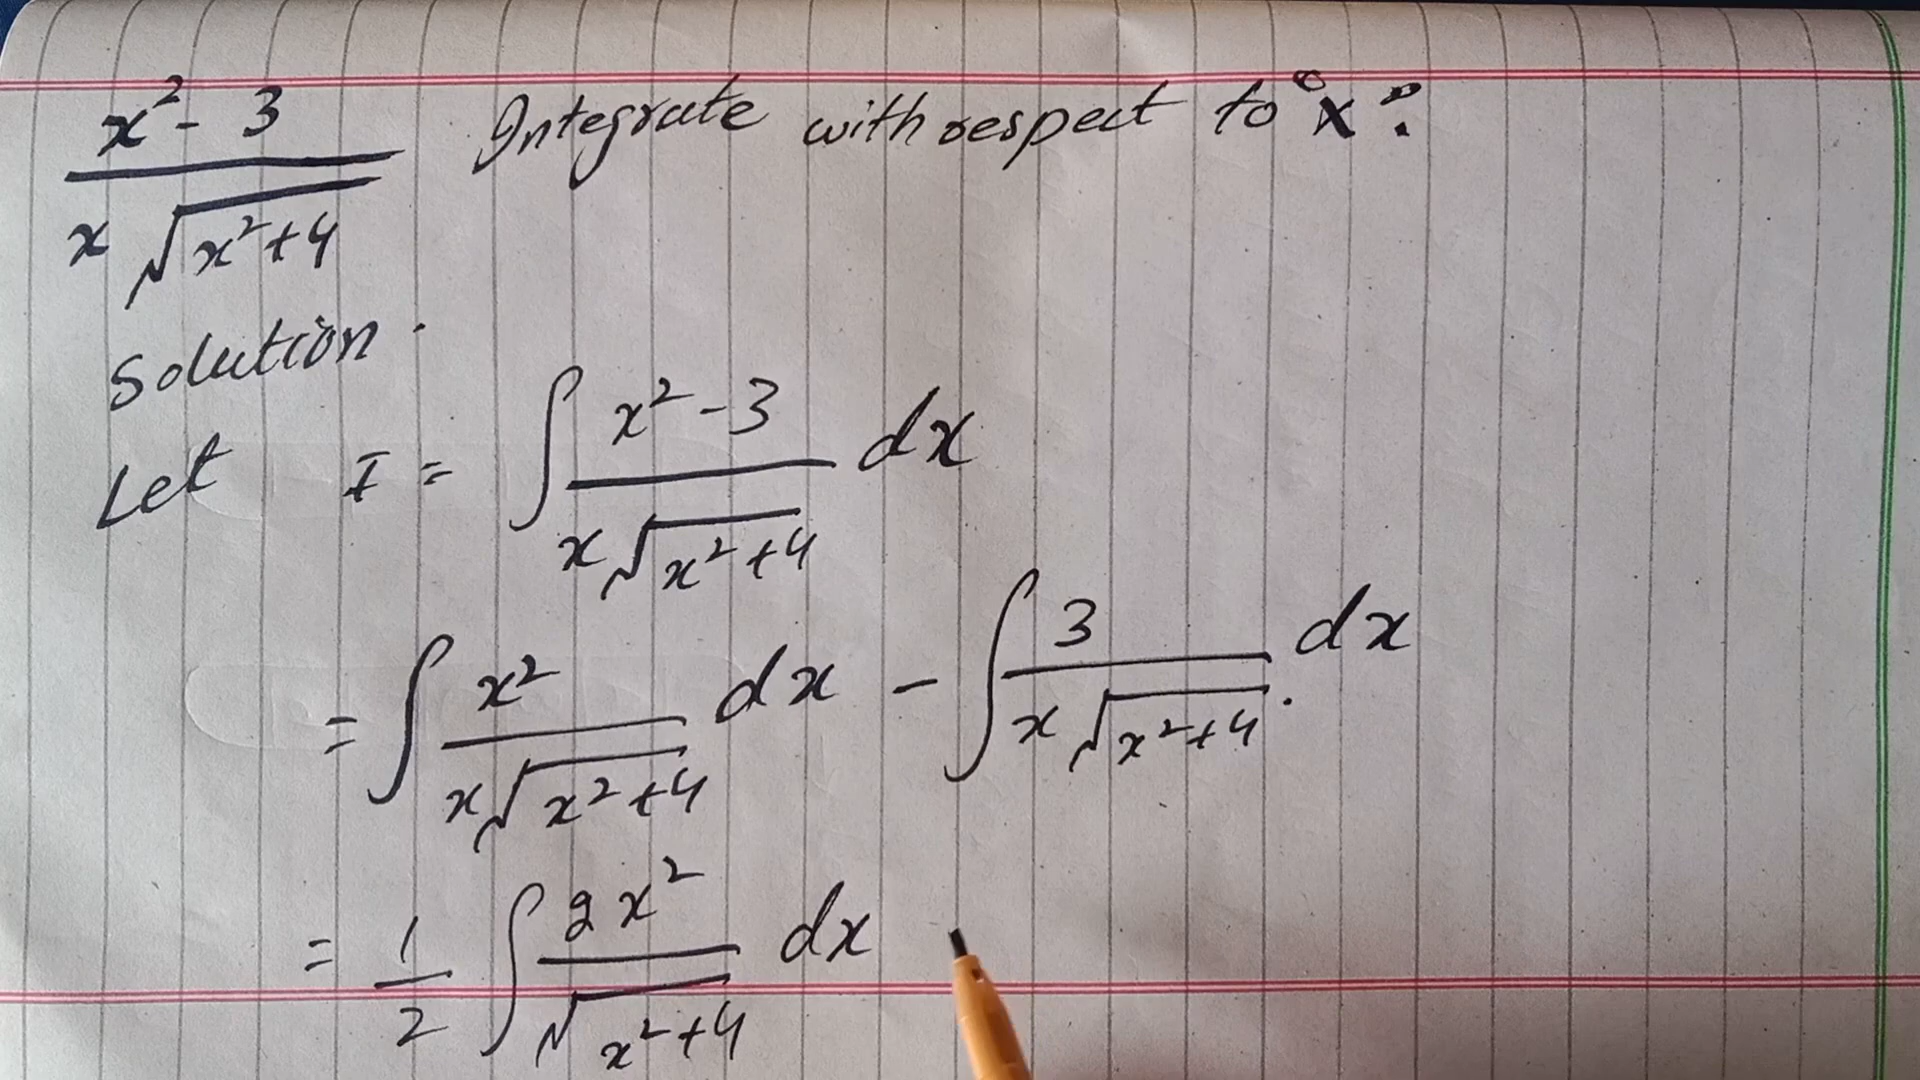 (x² - 3)/(x √(x²+4)) Integrate with respect to "x".
Solution.
Let I = ∫ (x² - 3)/(x √(x²+4)) dx
= ∫ x²/(x √(x²+4)) dx - ∫ 3/(x √(x²+4)) dx
= 1/2 ∫ 2x²/√(x²+4) dx